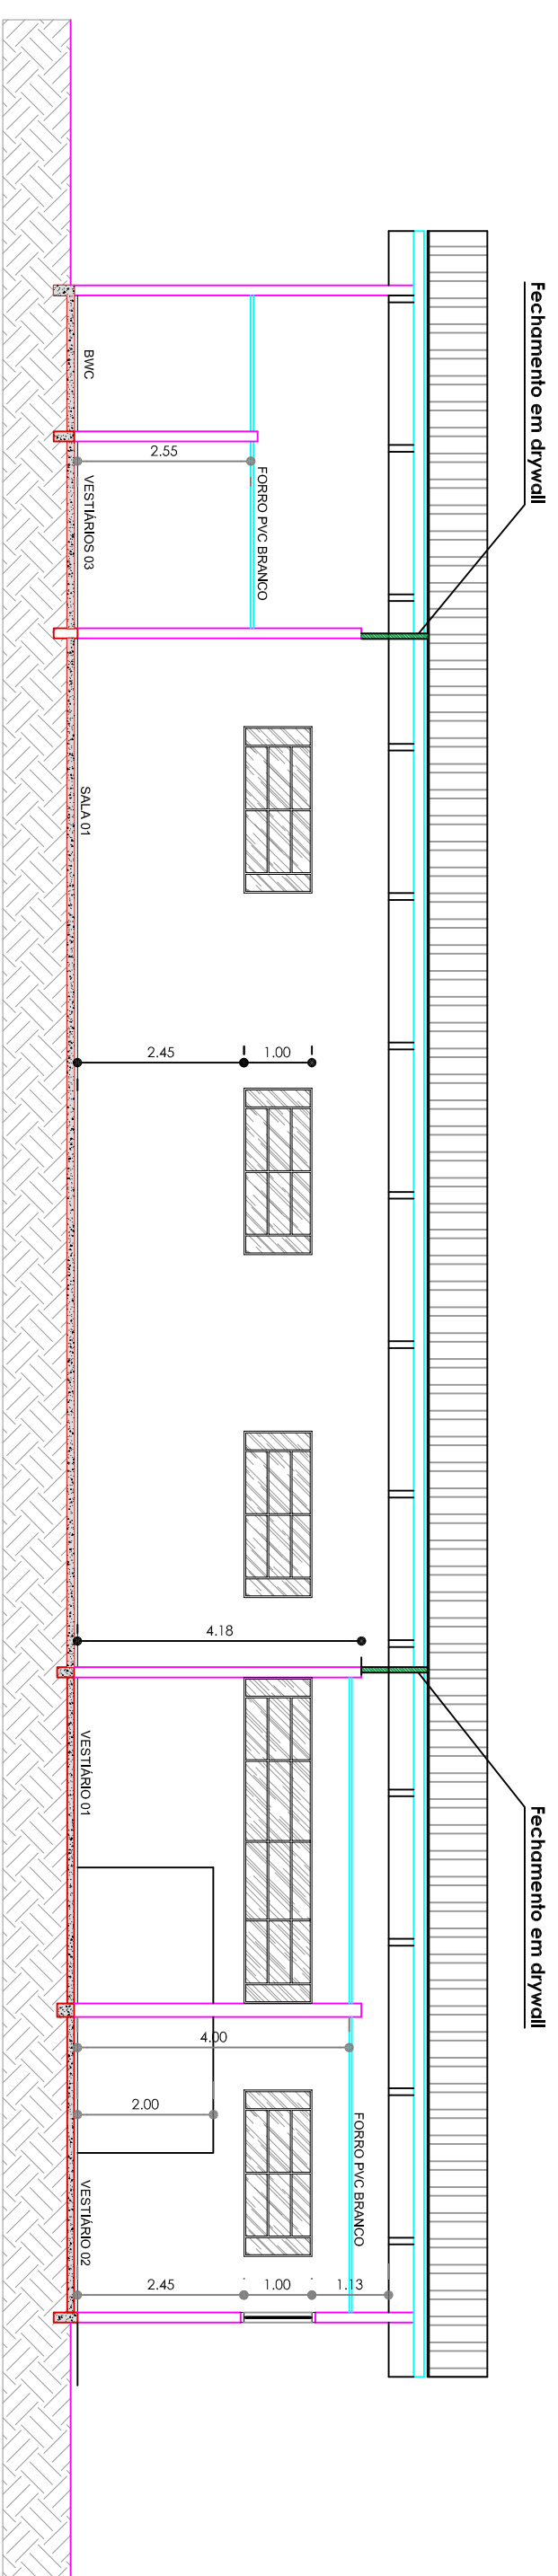 Fechamento em drywall
Fechamento em drywall
FORRO PVC BRANCO
FORRO PVC BRANCO
2.55
2.45
1.00
4.18
4.00
2.00
2.45
1.00
1.13
BWC
VESTIÁRIOS 03
SALA 01
VESTIÁRIO 01
VESTIÁRIO 02